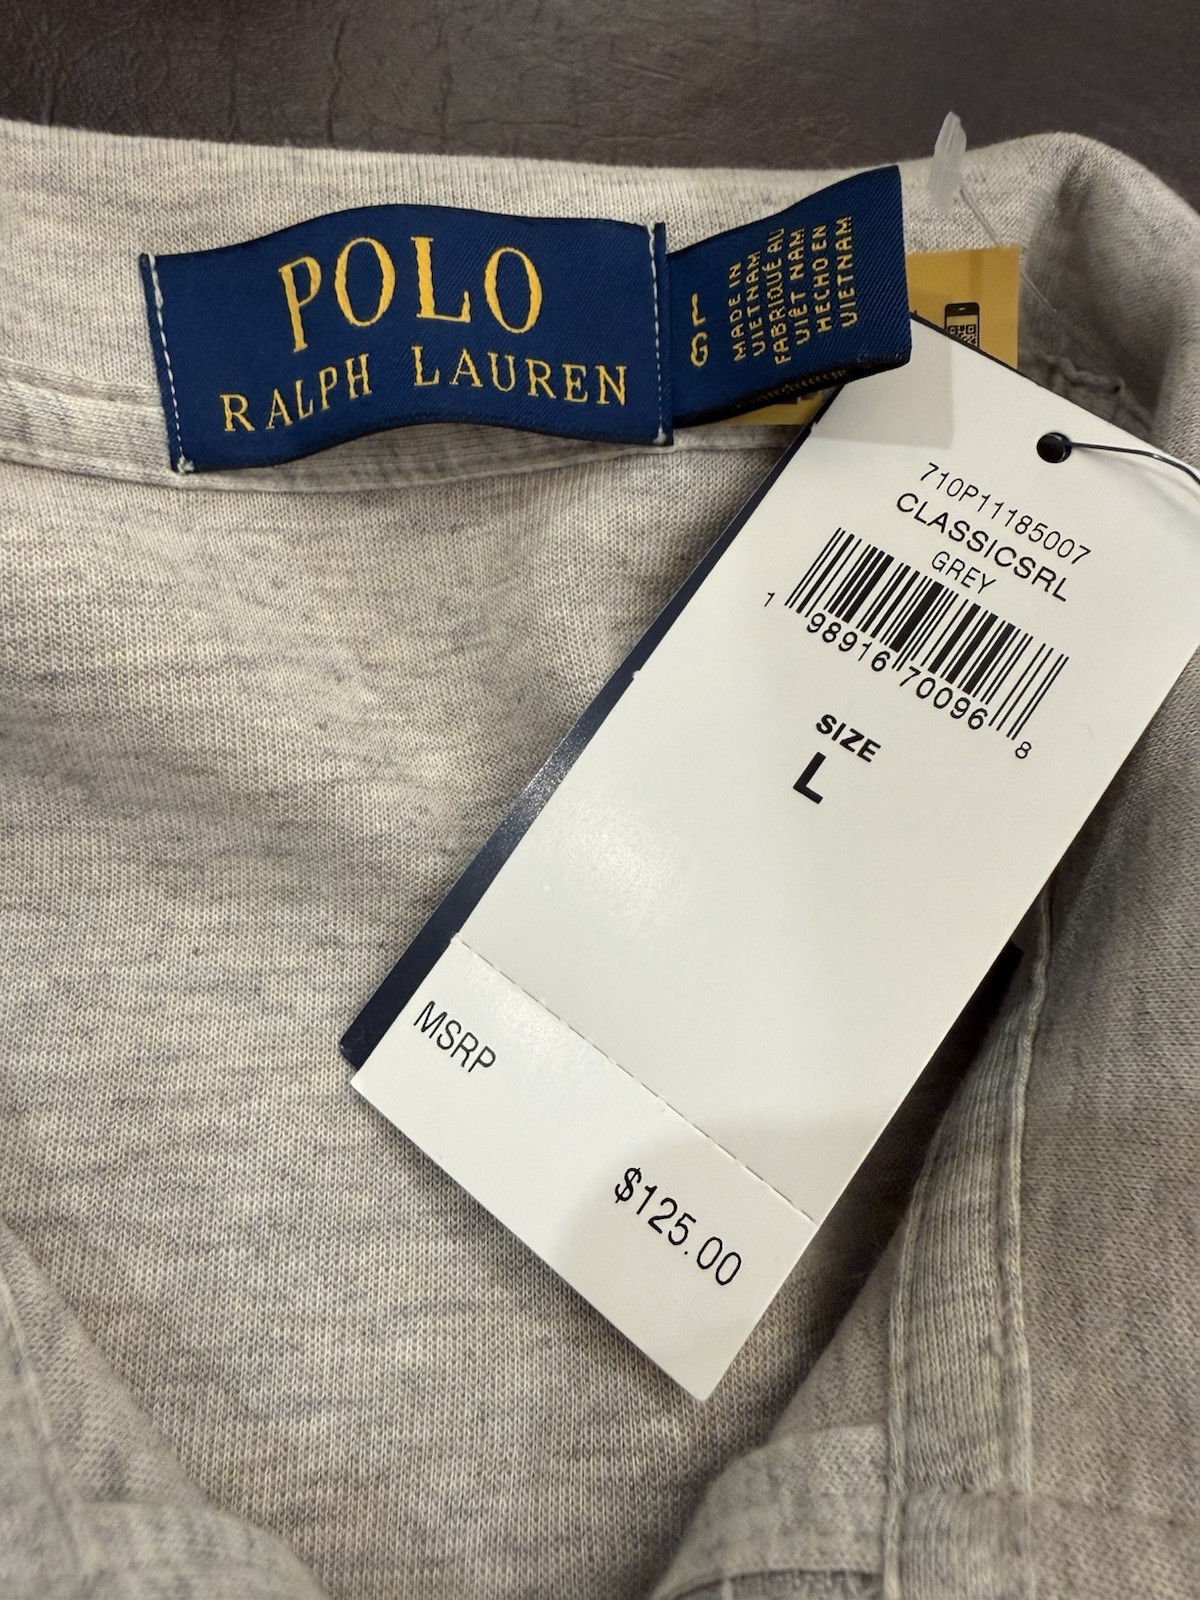 POLO
RALPH LAUREN
L
G
MADE IN
VIETNAM
FABRIQUÉ AU
VIÊT NAM
HECHO EN
VIETNAM
710P11185007
CLASSICSRL
GREY
1 98916 70096 8
SIZE
L
MSRP
$125.00